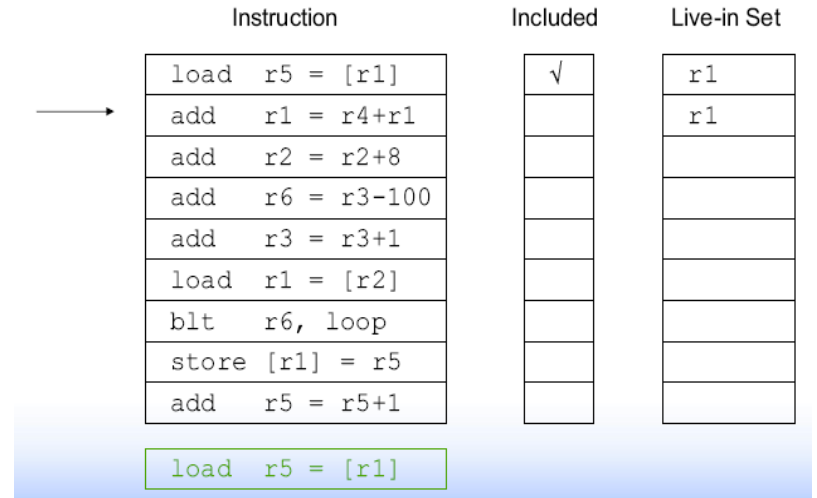 Instruction Included Live-in Set
load r5 = [r1] √ r1
add r1 = r4+r1 r1
add r2 = r2+8
add r6 = r3-100
add r3 = r3+1
load r1 = [r2]
blt r6, loop
store [r1] = r5
add r5 = r5+1
load r5 = [r1]